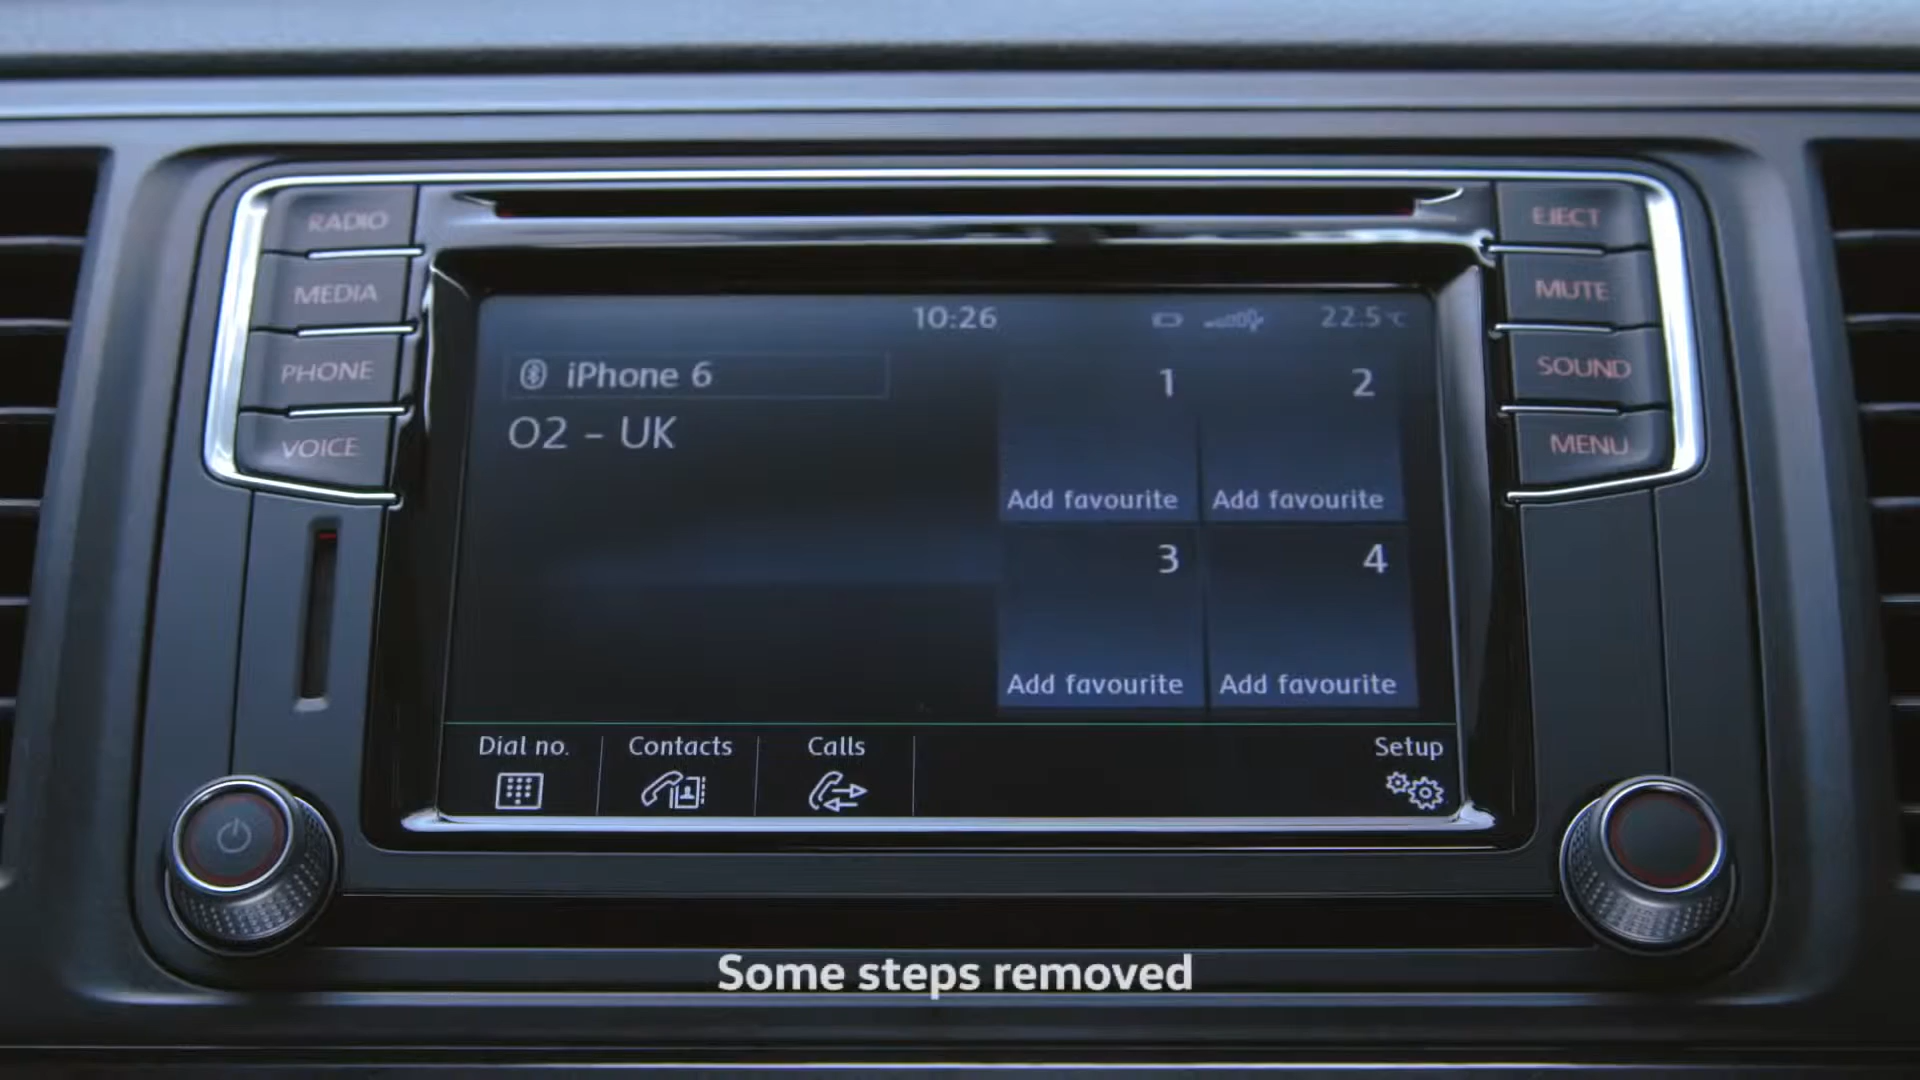 RADIO
MEDIA
PHONE
VOICE
EJECT
MUTE
SOUND
MENU
10:26
22.5°C
iPhone 6
O2 - UK
1
2
Add favourite
Add favourite
3
4
Add favourite
Add favourite
Dial no.
Contacts
Calls
Setup
Some steps removed